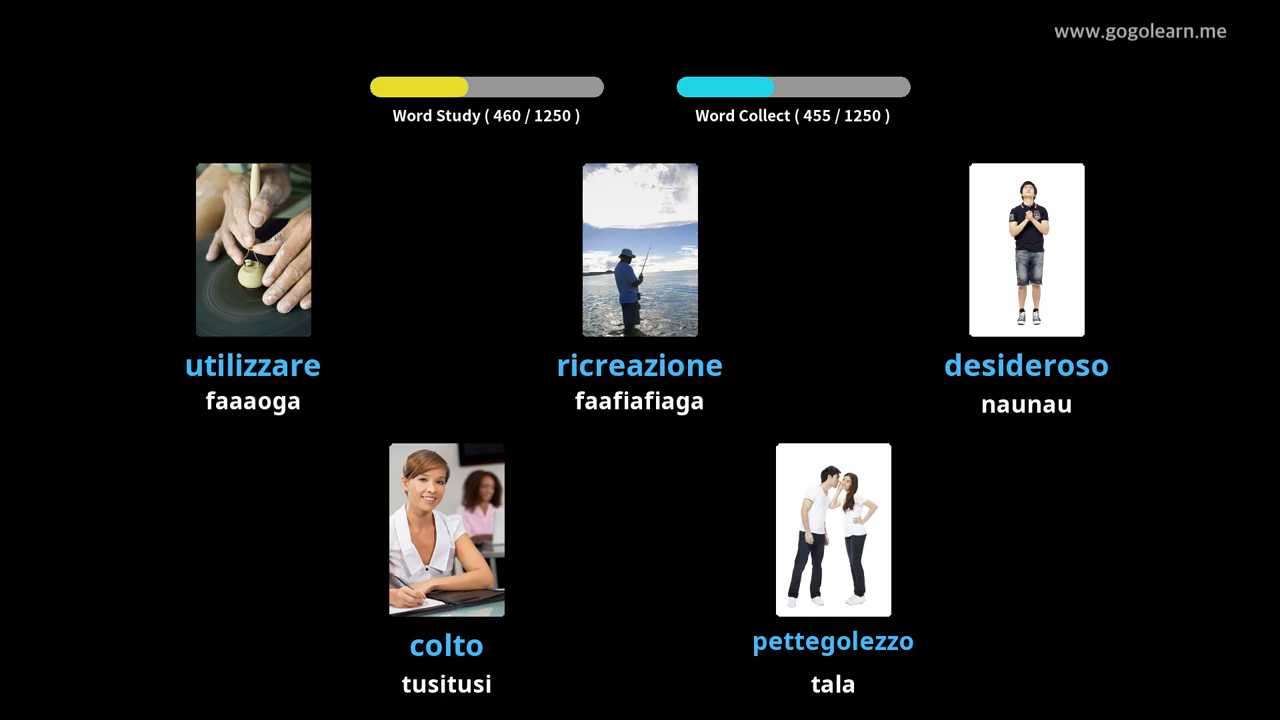 www.gogolearn.me
Word Study ( 460 / 1250 )
Word Collect ( 455 / 1250 )
utilizzare
faaaoga
ricreazione
faafiafiaga
desideroso
naunau
colto
tusitusi
pettegolezzo
tala